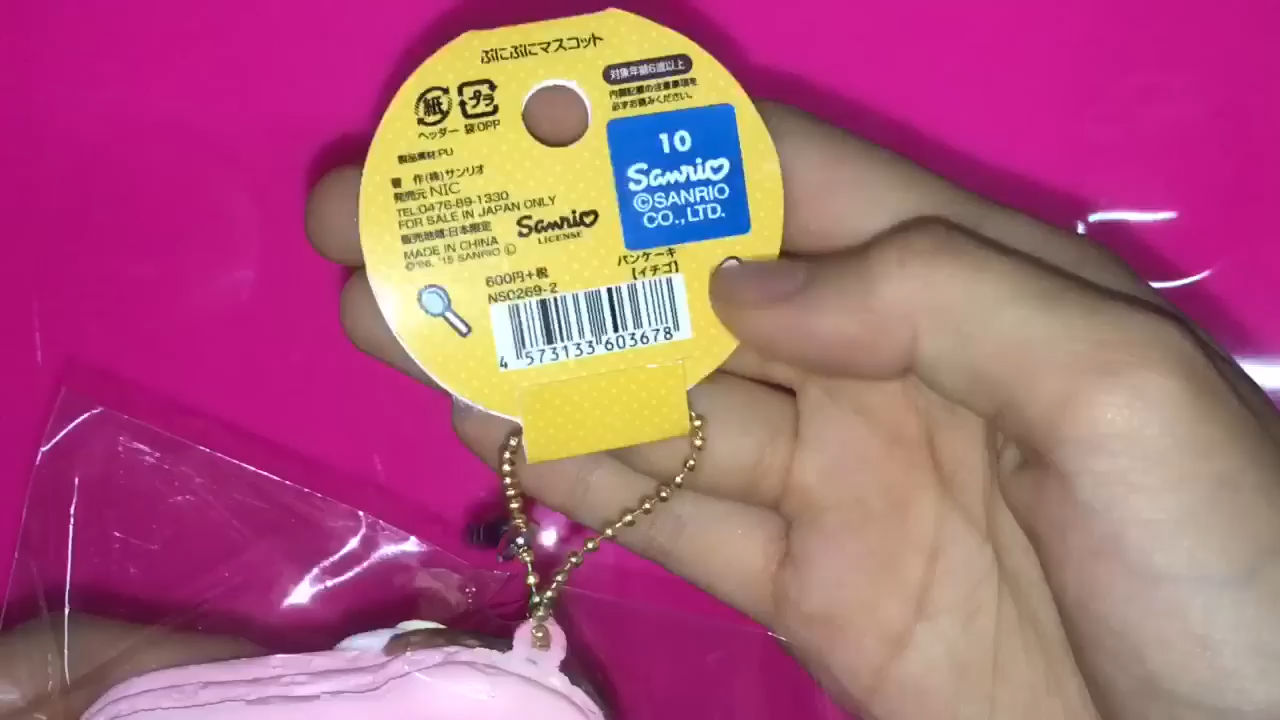 ぷにぷにマスコット
対象年齢6歳以上
内側記載の注意事項を
必ずお読みください。
紙 プラ
ヘッダー 袋:OPP
製品素材:PU
著 作(株)サンリオ
発売元 NIC
TEL:0476-89-1330
FOR SALE IN JAPAN ONLY
販売地域:日本限定
MADE IN CHINA
©'86, '15 SANRIO Ⓛ
Sanrio
LICENSE
10
Sanrio
©SANRIO
CO.,LTD.
パンケーキ
【イチゴ】
600円+税
NS0269-2
4 573133 603678